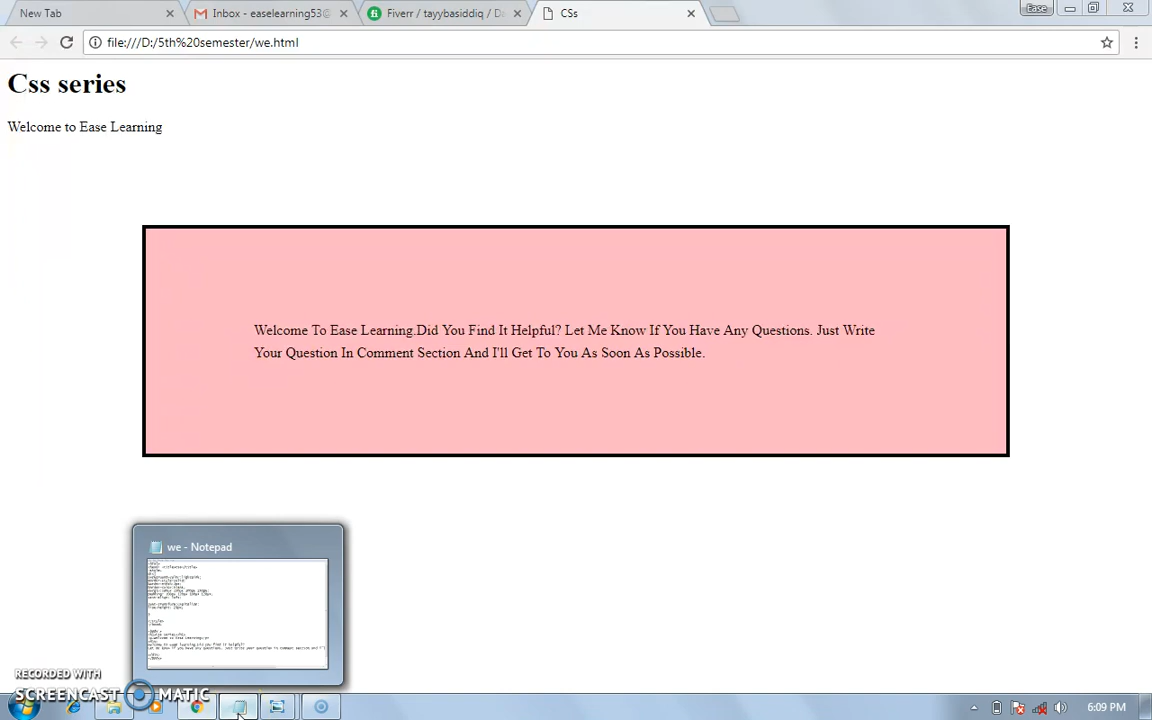 New Tab
Inbox - easelearning53@
Fiverr / tayybasiddiq / Da
CSs
Ease
file:///D:/5th%20semester/we.html
Css series
Welcome to Ease Learning
Welcome To Ease Learning.Did You Find It Helpful? Let Me Know If You Have Any Questions. Just Write
Your Question In Comment Section And I'll Get To You As Soon As Possible.
we - Notepad
RECORDED WITH
SCREENCAST MATIC
6:09 PM